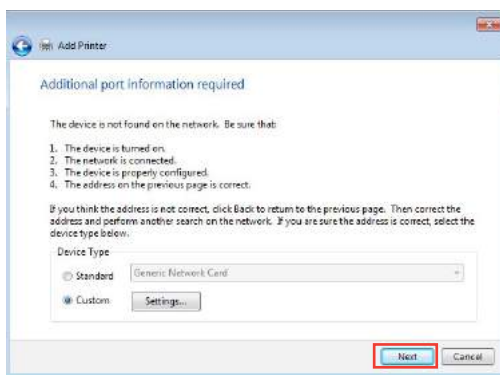 Add Printer
Additional port information required
The device is not found on the network. Be sure that:
1. The device is turned on.
2. The network is connected.
3. The device is properly configured.
4. The address on the previous page is correct.
If you think the address is not correct, click Back to return to the previous page. Then correct the
address and perform another search on the network. If you are sure the address is correct, select the
device type below.
Device Type
Standard Generic Network Card
Custom Settings...
Next Cancel